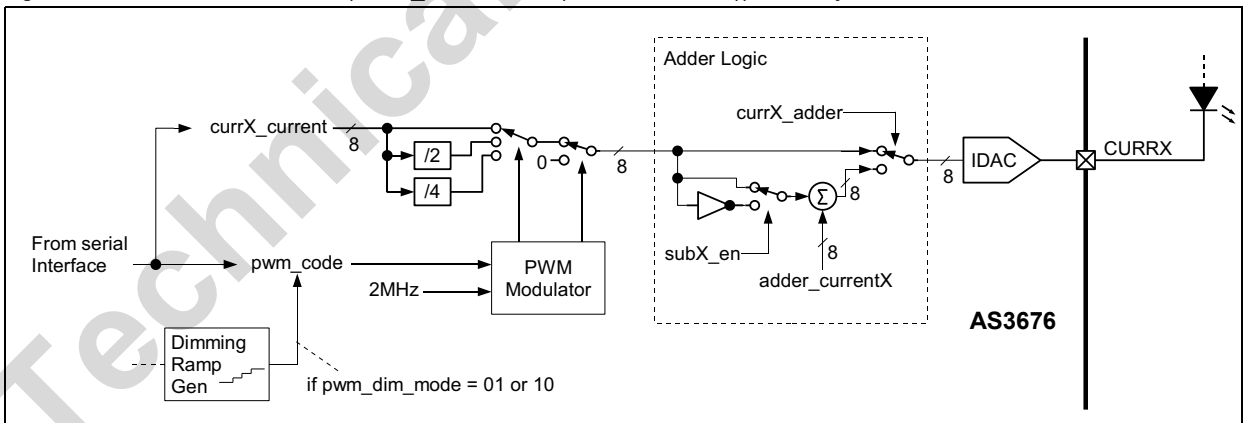 Adder Logic
currX_adder
currX_current
8
/2
/4
0
8
8
8
IDAC
CURRX
Σ
subX_en
8
adder_currentX
From serial
Interface
pwm_code
2MHz
PWM
Modulator
AS3676
Dimming
Ramp
Gen
if pwm_dim_mode = 01 or 10
Technica